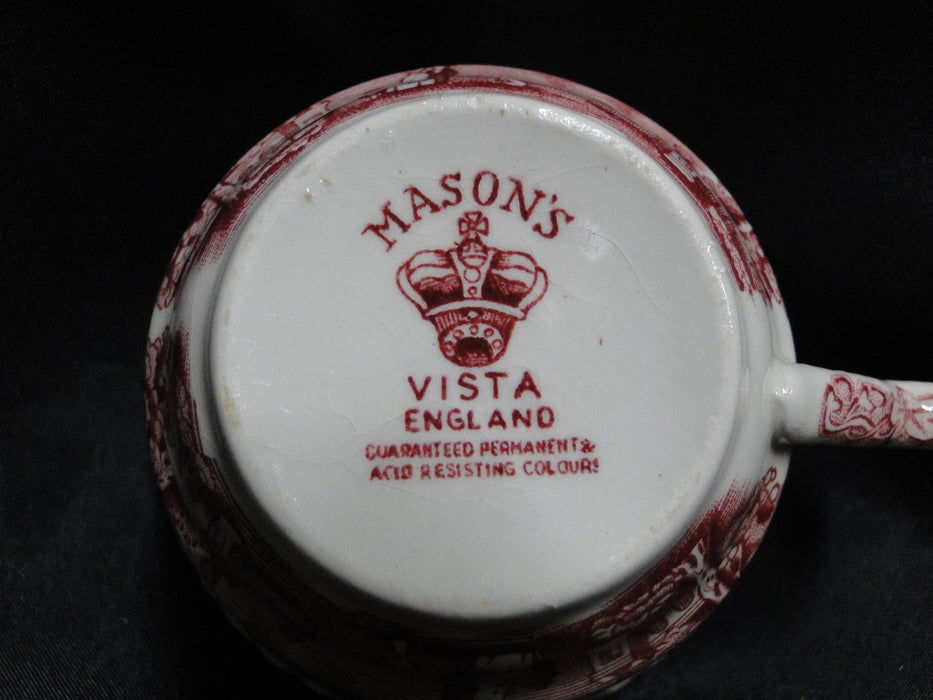 MASON'S
VISTA
ENGLAND
GUARANTEED PERMANENT &
ACID RESISTING COLOURS